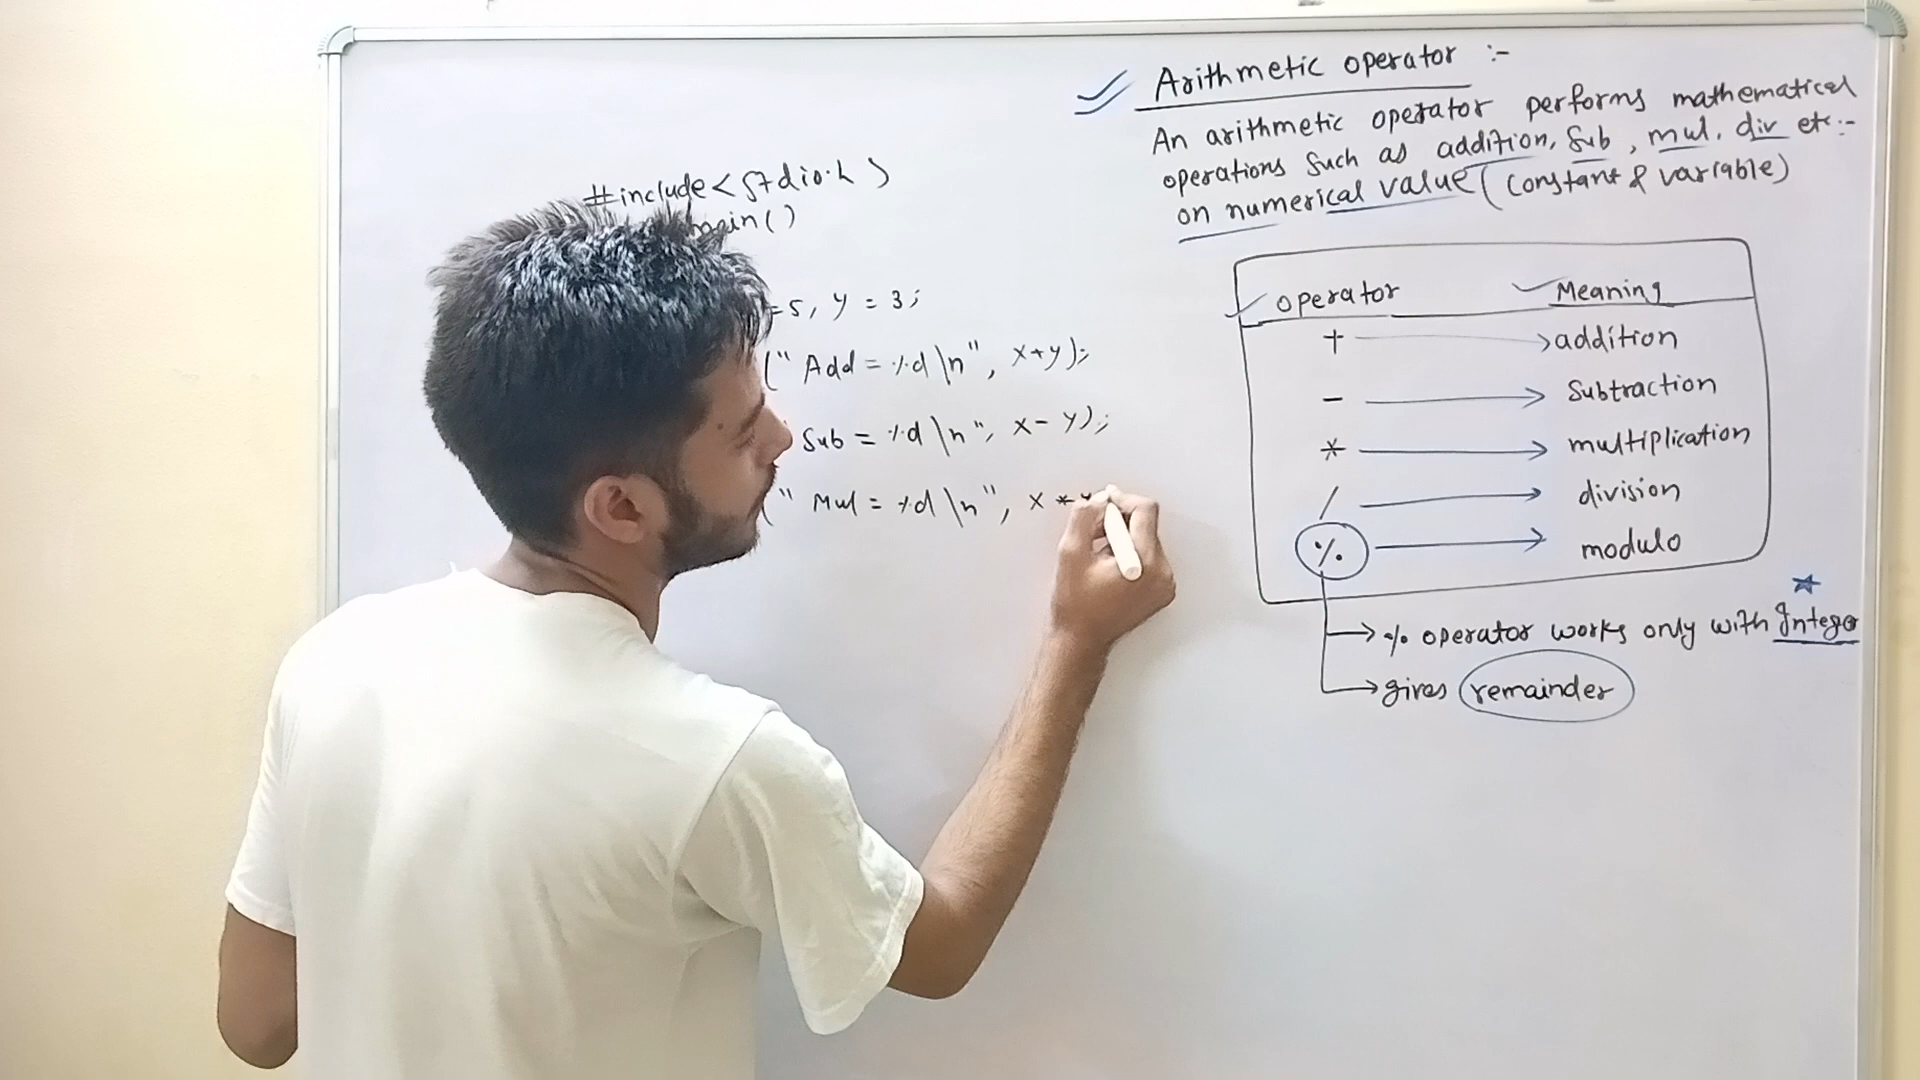 #include<stdio.h>
main()
=5, y = 3;
(" Add = %d \n", x+y);
Sub = %d \n", x- y);
(" Mul = %d \n", x *y
Arithmetic operator :-
An arithmetic operator performs mathematical
operations such as addition, Sub, mul, div etc:-
on numerical value (constant & variable)
operator Meaning
+ addition
- Subtraction
* multiplication
/ division
% modulo
% operator works only with Integer
gives remainder